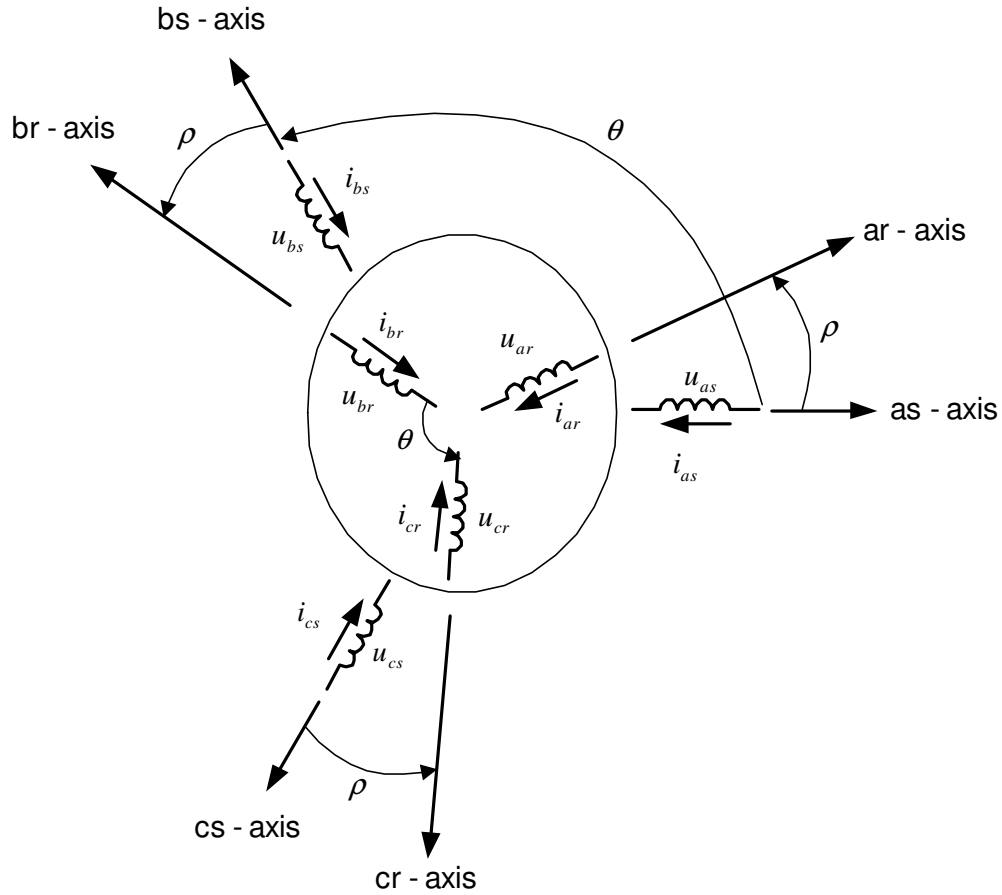 bs - axis
br - axis
ρ
θ
i_bs
u_bs
ar - axis
i_br
u_ar
ρ
u_br
u_as
i_ar
as - axis
θ
i_as
i_cr
u_cr
i_cs
u_cs
ρ
cs - axis
cr - axis